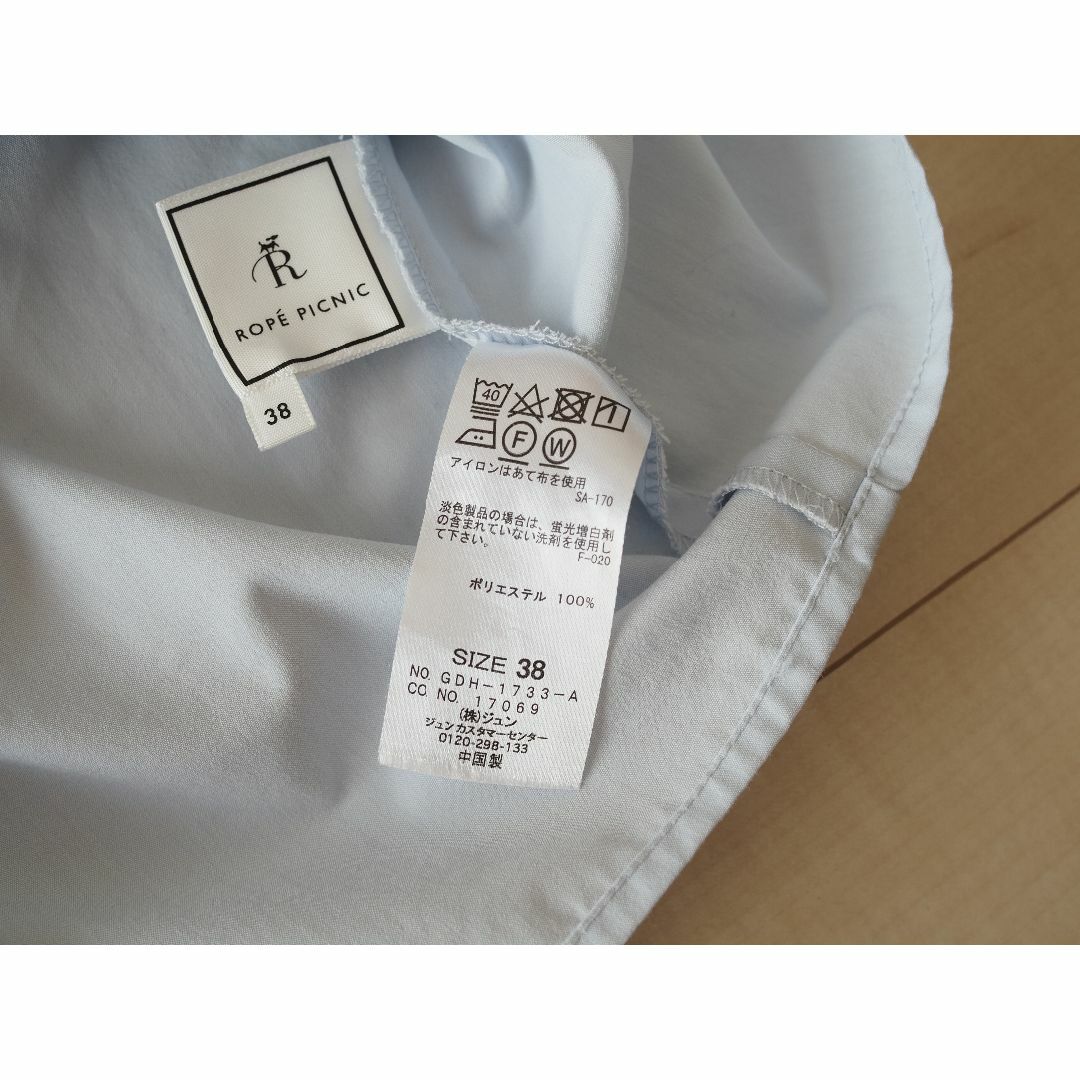 R
ROPÉ PICNIC
38
40
F W
アイロンはあて布を使用
SA-170
淡色製品の場合は、蛍光増白剤
の含まれていない洗剤を使用し
て下さい。
F-020
ポリエステル 100%
SIZE 38
NO. GDH-1733-A
CC NO. 17069
(株)ジュン
ジュンカスタマーセンター
0120-298-133
中国製